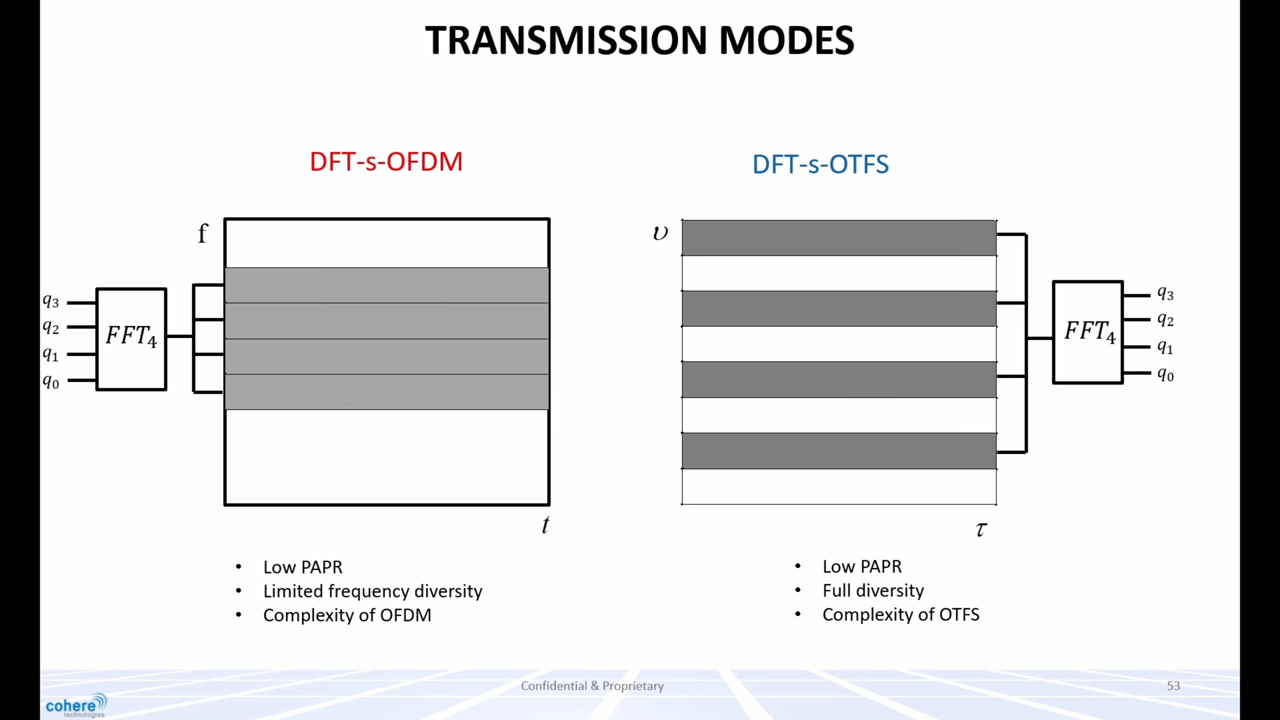 TRANSMISSION MODES
DFT-s-OFDM
f
q3
q2
q1
q0
FFT4
t
• Low PAPR
• Limited frequency diversity
• Complexity of OFDM
DFT-s-OTFS
υ
FFT4
q3
q2
q1
q0
τ
• Low PAPR
• Full diversity
• Complexity of OTFS
cohere
technologies
Confidential & Proprietary
53